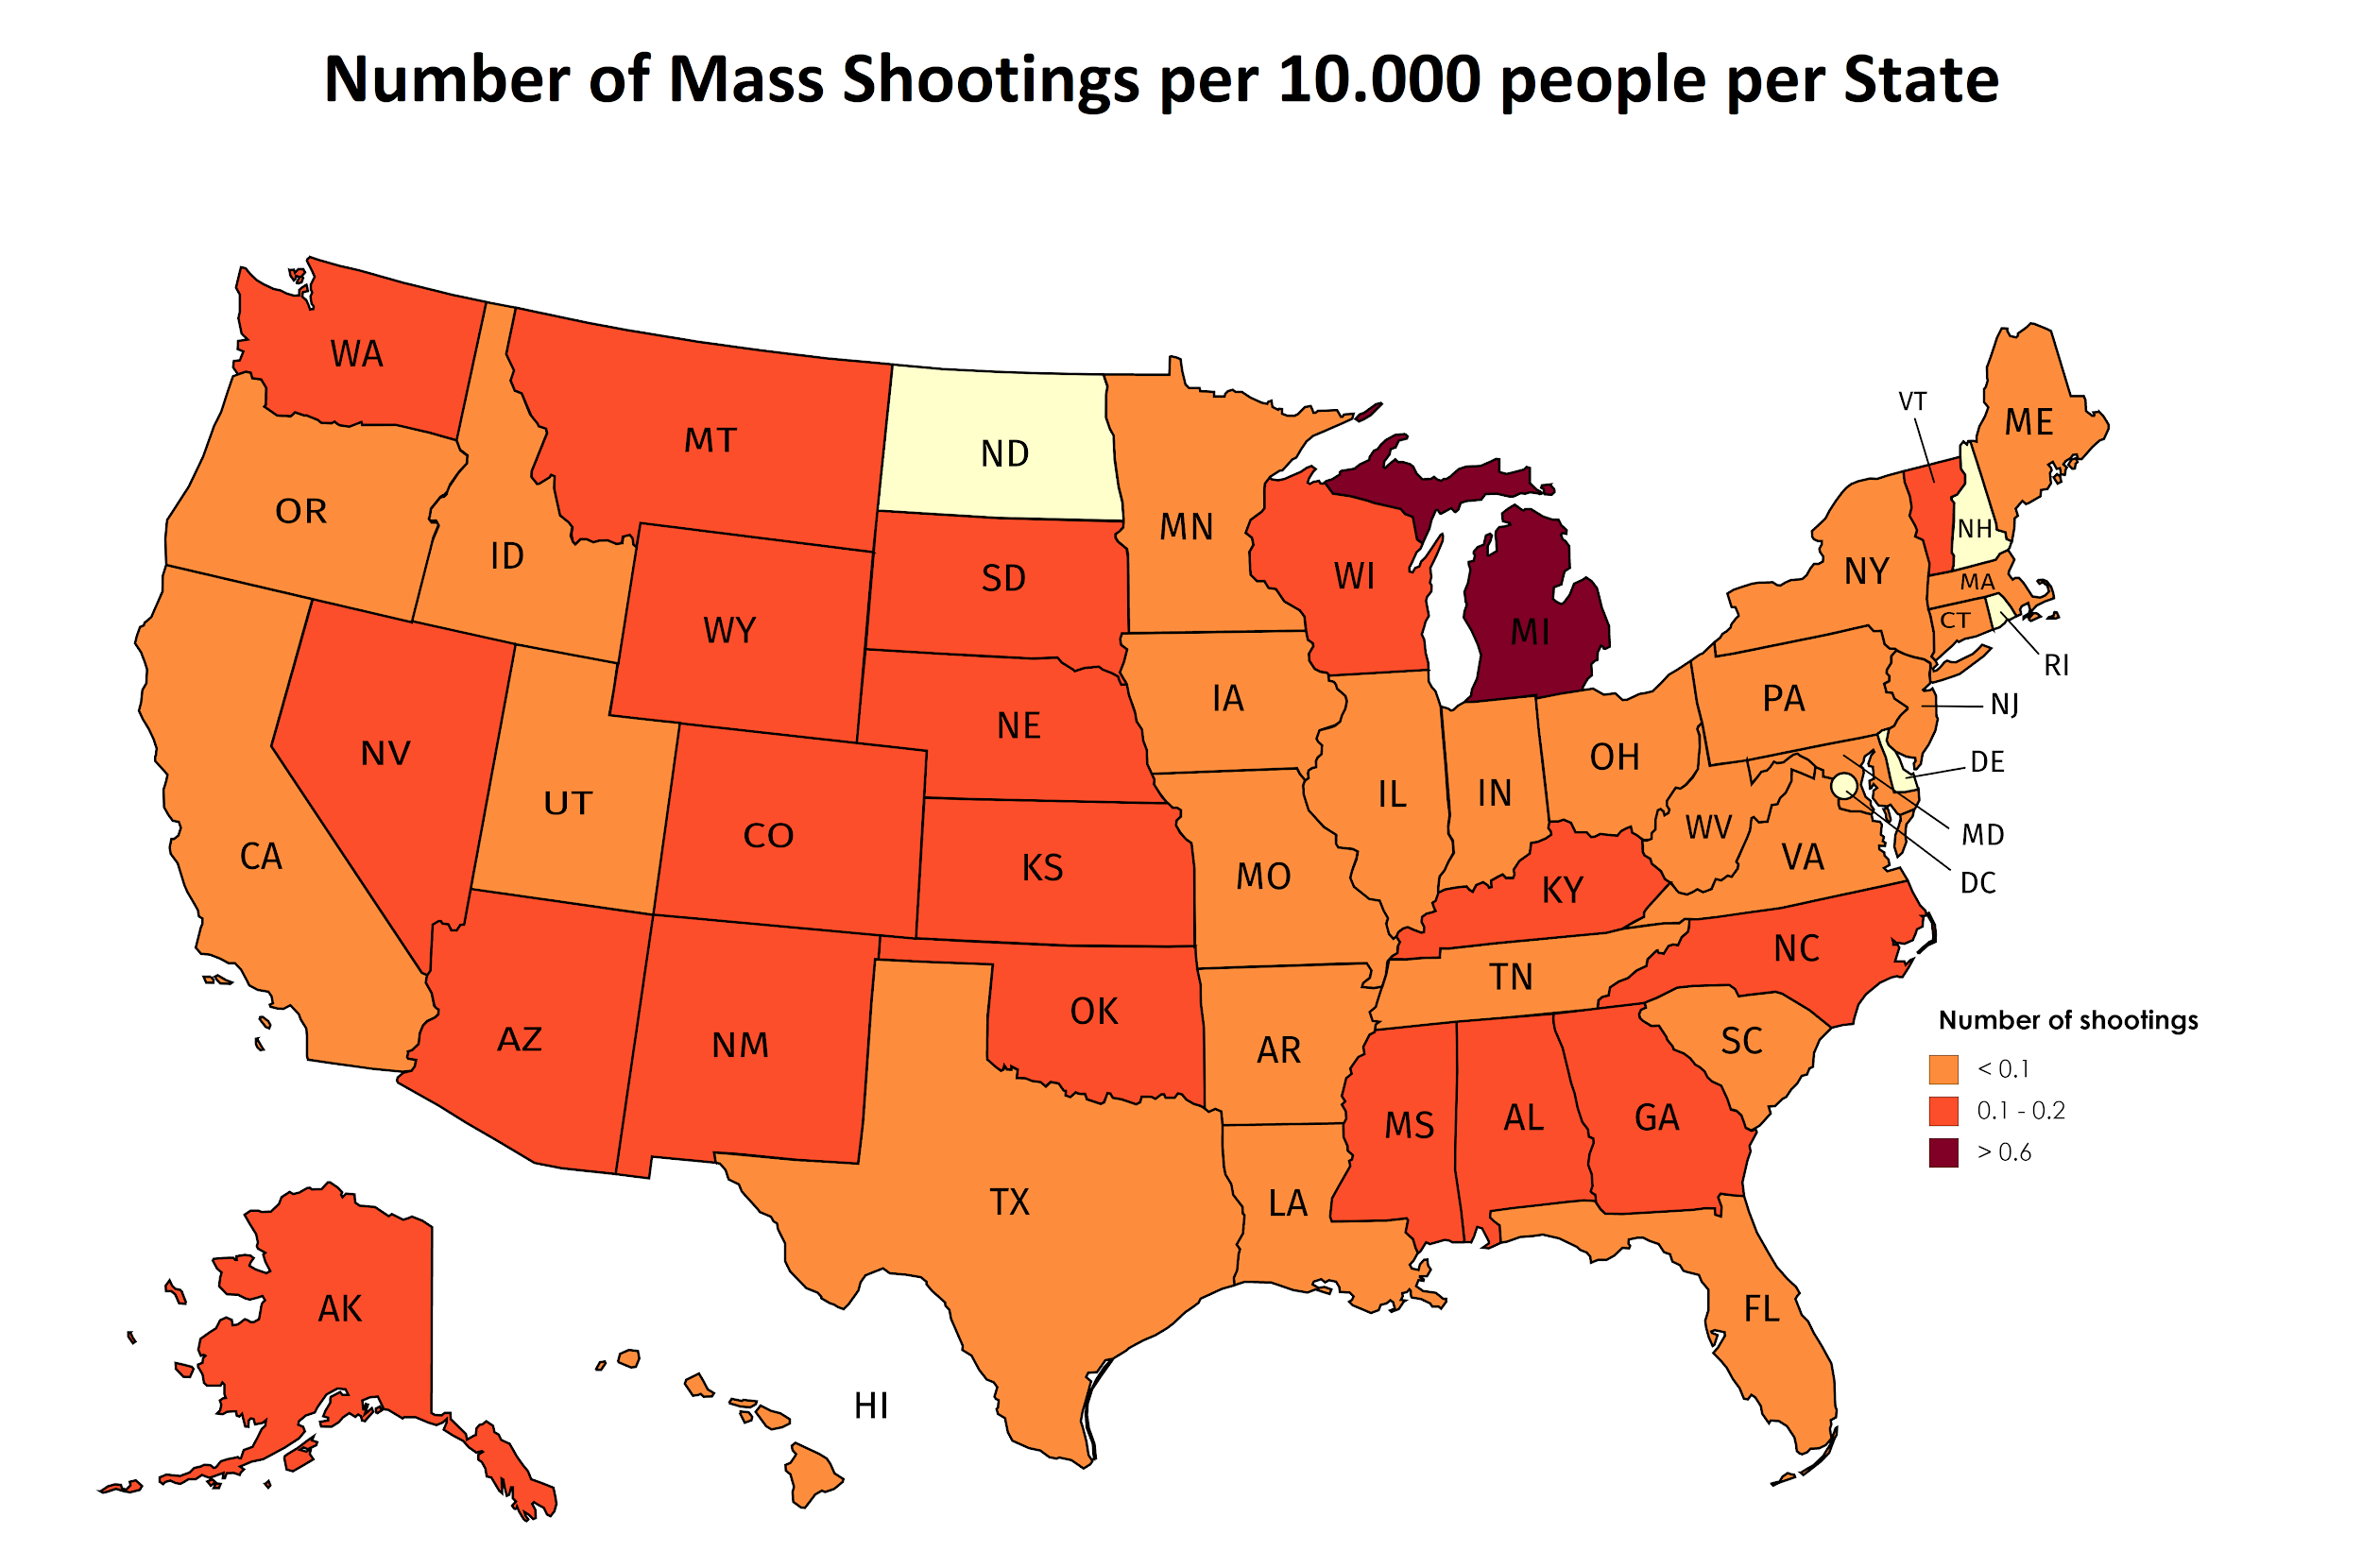 Number of Mass Shootings per 10.000 people per State
WA
MT
ND
MN
VT
ME
OR
ID
SD
WI
NY
NH
MA
CT
WY
MI
RI
NE
IA
PA
NJ
NV
UT
CO
IL
IN
OH
DE
CA
KS
MO
WV
VA
MD
KY
DC
AZ
NM
OK
TN
NC
AR
SC
Number of shootings
< 0.1
0.1 - 0.2
> 0.6
MS
AL
GA
TX
LA
AK
FL
HI